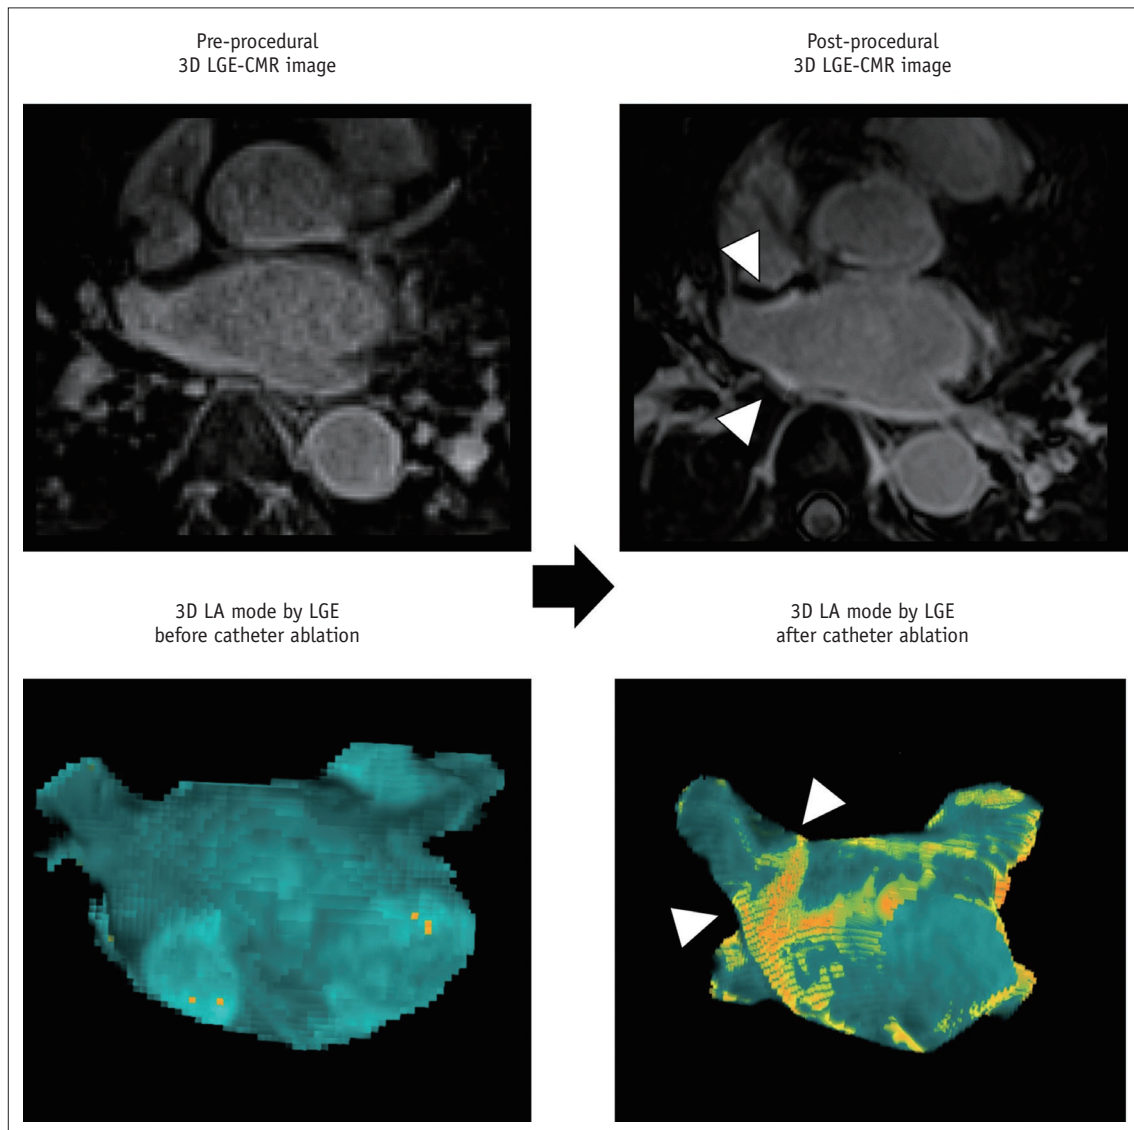 Pre-procedural
3D LGE-CMR image
Post-procedural
3D LGE-CMR image
3D LA mode by LGE
before catheter ablation
3D LA mode by LGE
after catheter ablation